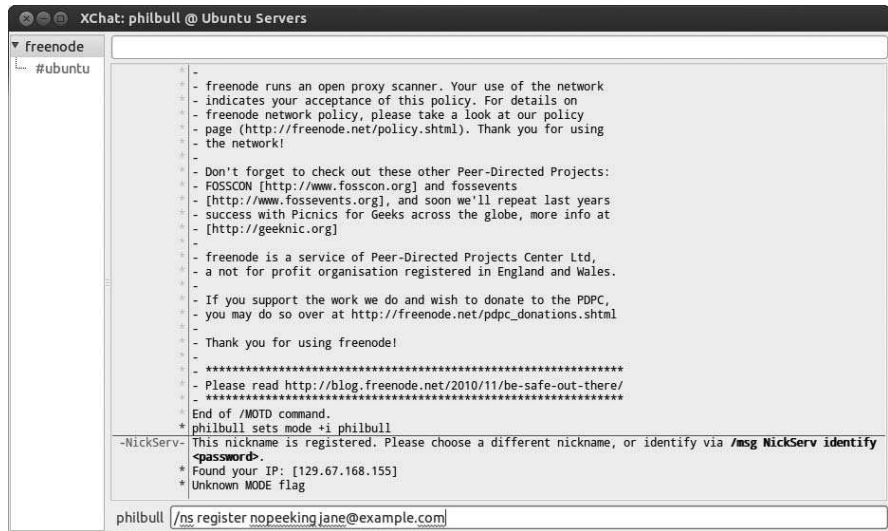 XChat: philbull @ Ubuntu Servers
freenode
#ubuntu
* -
* - freenode runs an open proxy scanner. Your use of the network
* - indicates your acceptance of this policy. For details on
* - freenode network policy, please take a look at our policy
* - page (http://freenode.net/policy.shtml). Thank you for using
* - the network!
* -
* - Don't forget to check out these other Peer-Directed Projects:
* - FOSSCON [http://www.fosscon.org] and fossevents
* - [http://www.fossevents.org], and soon we'll repeat last years
* - success with Picnics for Geeks across the globe, more info at
* - [http://geeknic.org]
* -
* - freenode is a service of Peer-Directed Projects Center Ltd,
* - a not for profit organisation registered in England and Wales.
* -
* - If you support the work we do and wish to donate to the PDPC,
* - you may do so over at http://freenode.net/pdpc_donations.shtml
* -
* - Thank you for using freenode!
* -
* - **************************************************************
* - Please read http://blog.freenode.net/2010/11/be-safe-out-there/
* - **************************************************************
* End of /MOTD command.
* philbull sets mode +i philbull
-NickServ- This nickname is registered. Please choose a different nickname, or identify via /msg NickServ identify
<password>.
* Found your IP: [129.67.168.155]
* Unknown MODE flag
philbull /ns register nopeeking jane@example.com